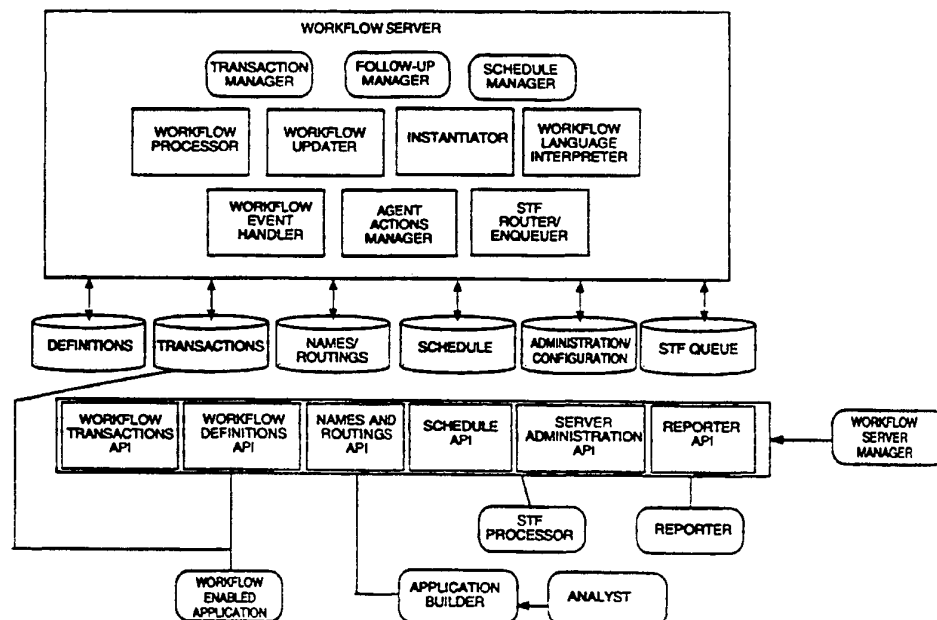 WORKFLOW SERVER
TRANSACTION
MANAGER
FOLLOW-UP
MANAGER
SCHEDULE
MANAGER
WORKFLOW
PROCESSOR
WORKFLOW
UPDATER
INSTANTIATOR
WORKFLOW
LANGUAGE
INTERPRETER
WORKFLOW
EVENT
HANDLER
AGENT
ACTIONS
MANAGER
STF
ROUTER/
ENQUEUER
DEFINITIONS
TRANSACTIONS
NAMES/
ROUTINGS
SCHEDULE
ADMINISTRATION/
CONFIGURATION
STF QUEUE
WORKFLOW
TRANSACTIONS
API
WORKFLOW
DEFINITIONS
API
NAMES AND
ROUTINGS
API
SCHEDULE
API
SERVER
ADMINISTRATION
API
REPORTER
API
WORKFLOW
SERVER
MANAGER
STF
PROCESSOR
REPORTER
WORKFLOW
ENABLED
APPLICATION
APPLICATION
BUILDER
ANALYST